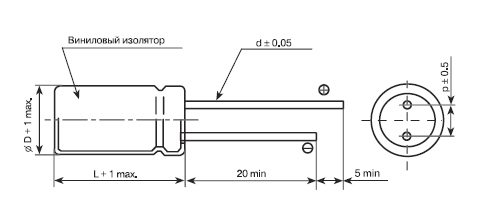 Виниловый изолятор
d ± 0.05
⊕
p ± 0.5
Ø D + 1 max.
⊖
L + 1 max.
20 min
5 min